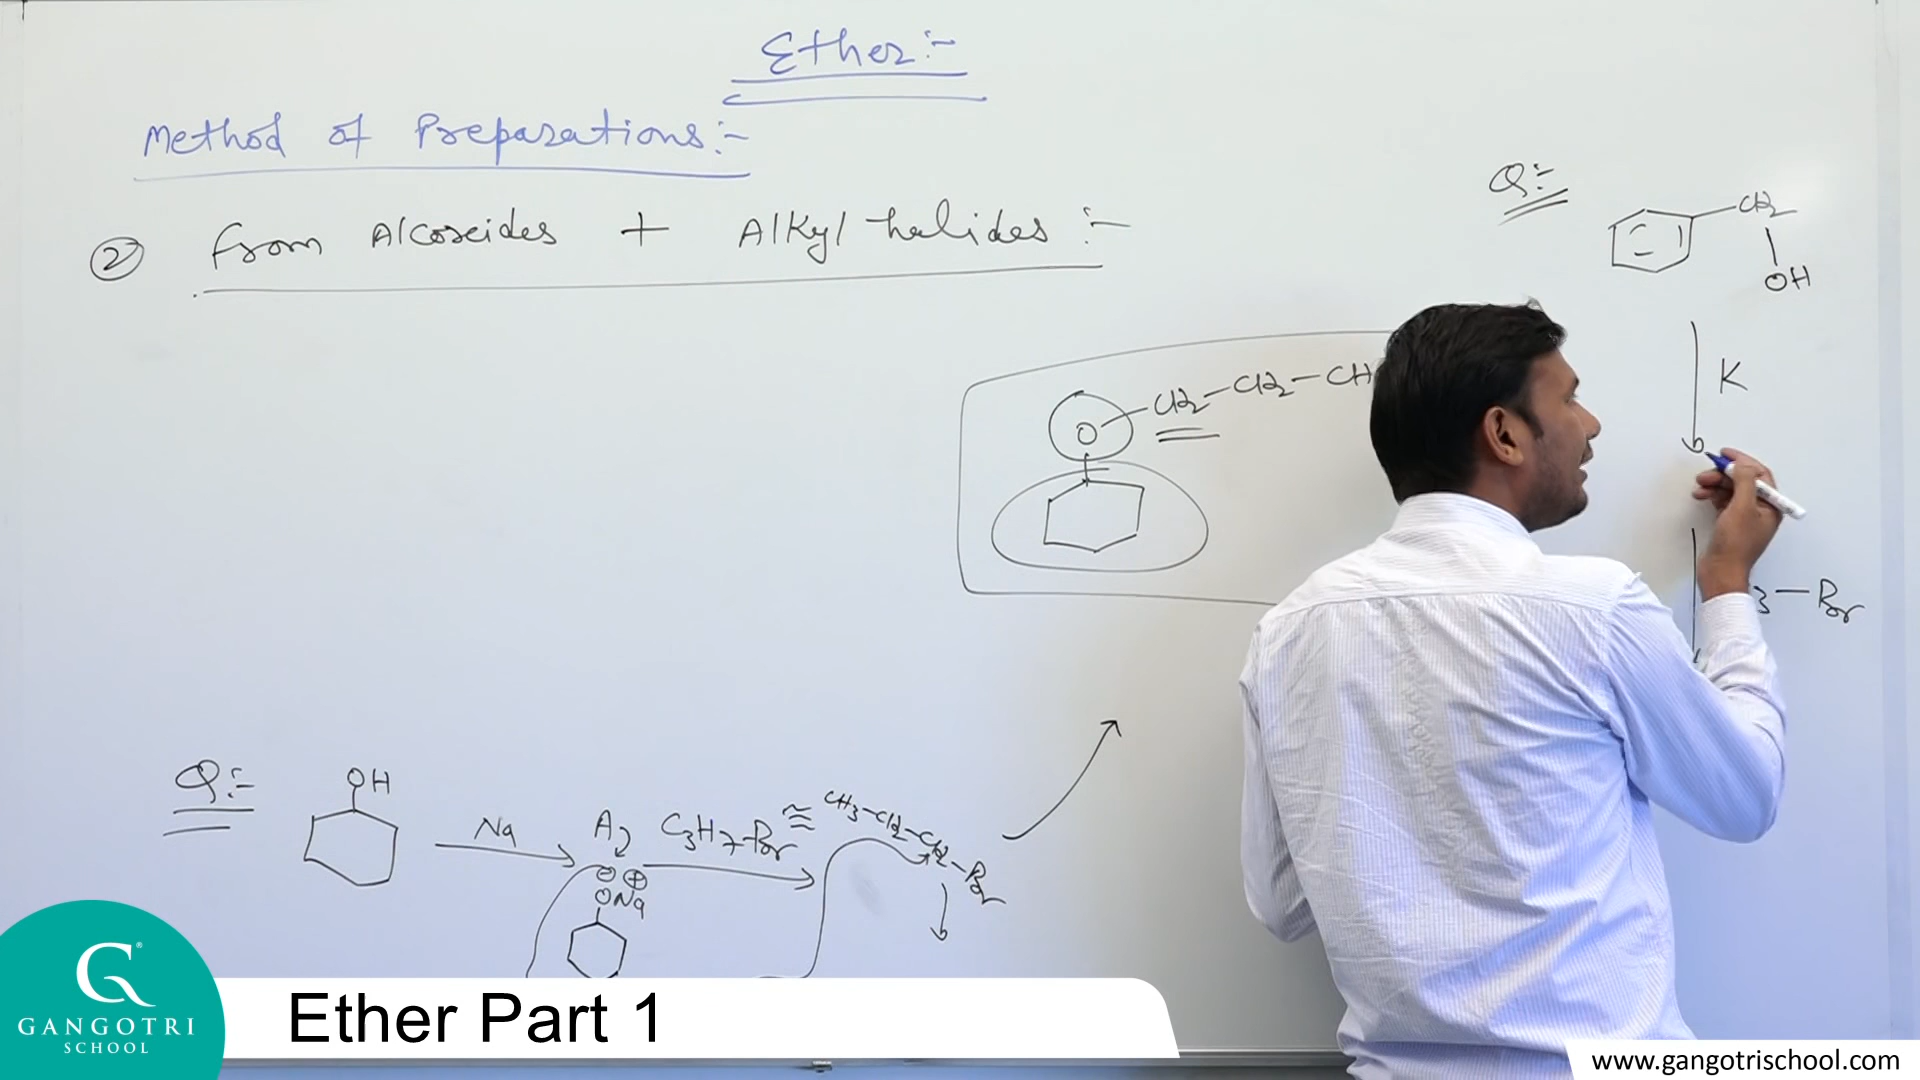 Ether:-
Method of Preparations:-
② From Alcoxides + Alkyl halides :-
Q:-
CH2
OH
K
O-CH2-CH2-CH
3-Br
Q:-
OH
Na
A
C3H7-Br ≈ CH3-CH2-CH2-Br
⊖ ⊕
ONa
G®
GANGOTRI
SCHOOL
Ether Part 1
www.gangotrischool.com